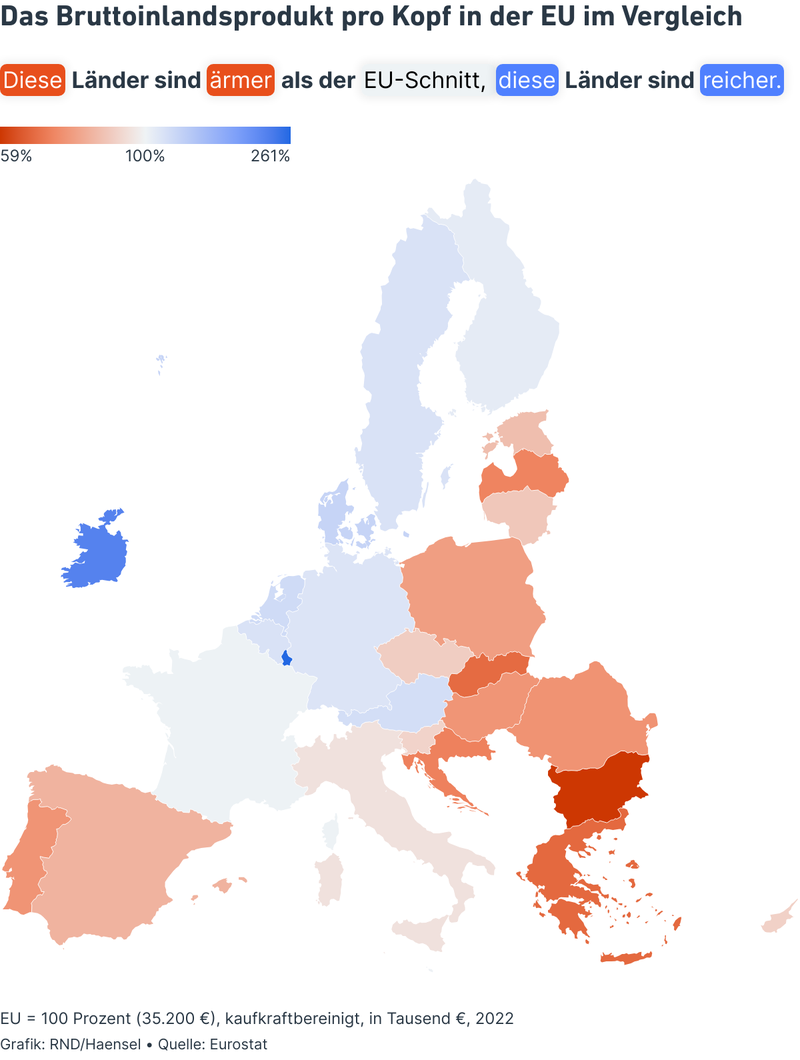 Das Bruttoinlandsprodukt pro Kopf in der EU im Vergleich
Diese Länder sind ärmer als der EU-Schnitt, diese Länder sind reicher.
59% 100% 261%
EU = 100 Prozent (35.200 €), kaufkraftbereinigt, in Tausend €, 2022
Grafik: RND/Haensel • Quelle: Eurostat